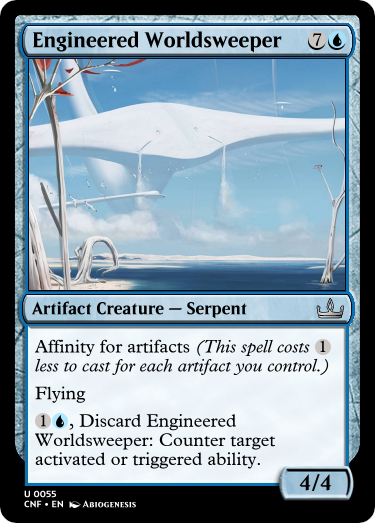 Engineered Worldsweeper 7
Artifact Creature — Serpent
Affinity for artifacts (This spell costs 1
less to cast for each artifact you control.)
Flying
1, Discard Engineered
Worldsweeper: Counter target
activated or triggered ability.
4/4
U 0055
CNF • EN Abiogenesis